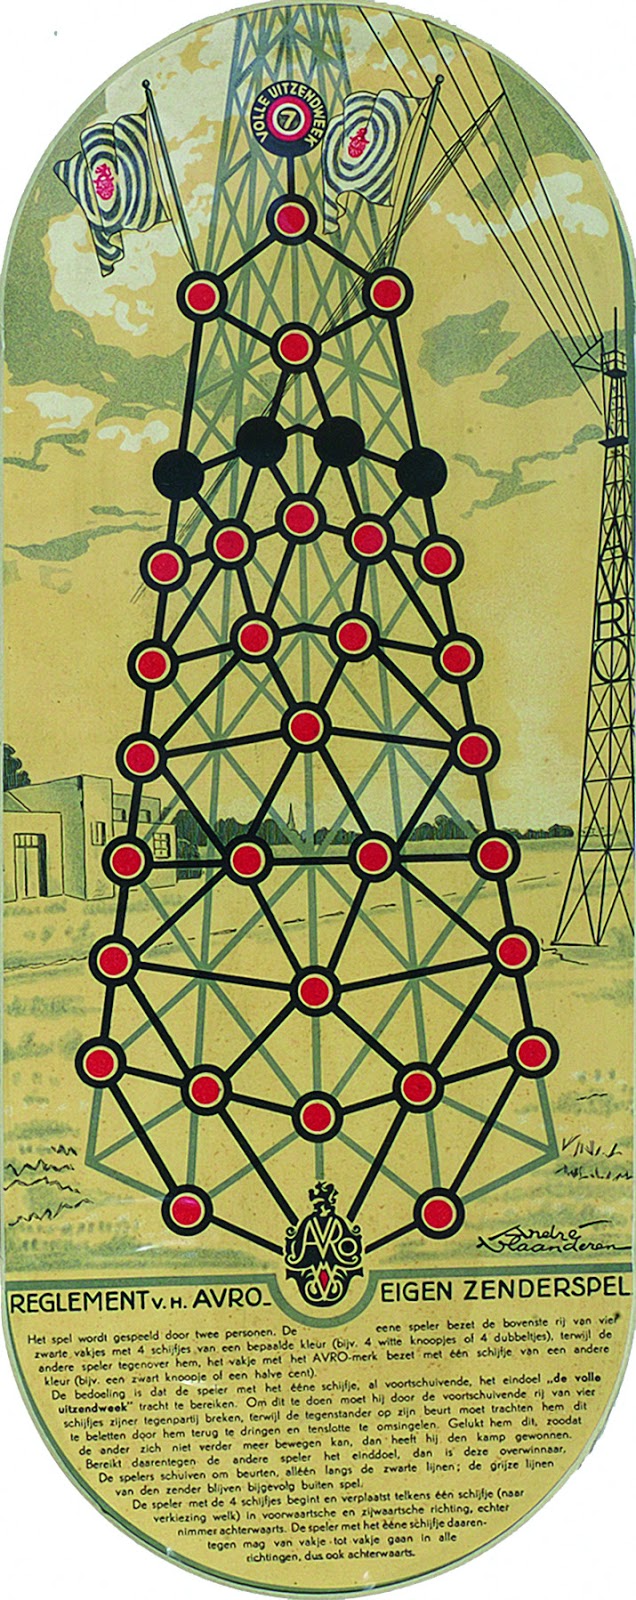 VOLLE UITZENDWEEK
7
AVRO
AVRO
André
Vlaanderen
REGLEMENT v. H. AVRO- EIGEN ZENDERSPEL
Het spel wordt gespeeld door twee personen. De eene speler bezet de bovenste rij van vier
zwarte vakjes met 4 schijfjes van een bepaalde kleur (bijv. 4 witte knoopjes of 4 dubbeltjes), terwijl de
andere speler tegenover hem, het vakje met het AVRO-merk bezet met één schijfje van een andere
kleur (bijv. een zwart knoopje of een halve cent).
De bedoeling is dat de speler met het ééne schijfje, al voortschuivende, het eindoel „de volle
uitzendweek" tracht te bereiken. Om dit te doen moet hij door de voortschuivende rij van vier
schijfjes zijner tegenpartij breken, terwijl de tegenstander op zijn beurt moet trachten hem dit
te beletten door hem terug te dringen en tenslotte te omsingelen. Gelukt hem dit, zoodat
de ander zich niet verder meer bewegen kan, dan heeft hij den kamp gewonnen.
Bereikt daarentegen de andere speler het einddoel, dan is deze overwinnaar.
De spelers schuiven om beurten, alléén langs de zwarte lijnen; de grijze lijnen
van den zender blijven bijgevolg buiten spel.
De speler met de 4 schijfjes begint en verplaatst telkens één schijfje (naar
verkiezing welk) in voorwaartsche en zijwaartsche richting, echter
nimmer achterwaarts. De speler met het ééne schijfje daaren-
tegen mag van vakje tot vakje gaan in alle
richtingen, dus ook achterwaarts.